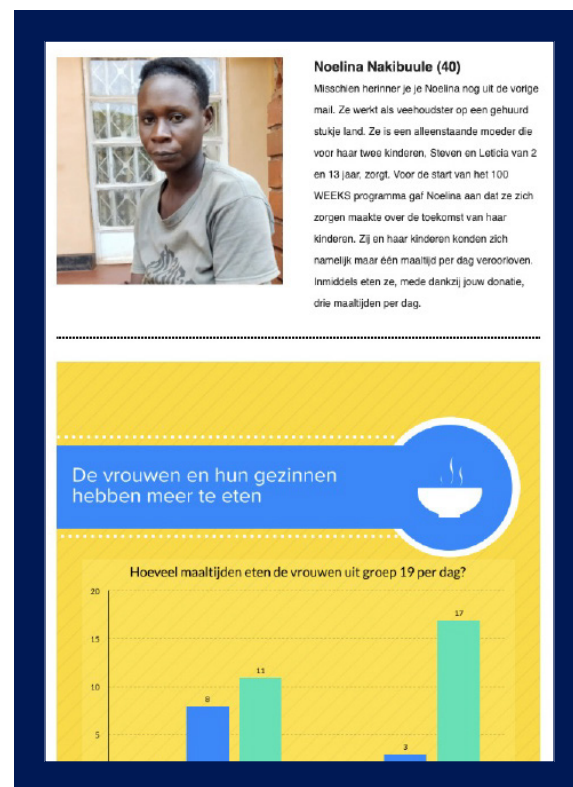 Noelina Nakibuule (40)
Misschien herinner je je Noelina nog uit de vorige
mail. Ze werkt als veehoudster op een gehuurd
stukje land. Ze is een alleenstaande moeder die
voor haar twee kinderen, Steven en Leticia van 2
en 13 jaar, zorgt. Voor de start van het 100
WEEKS programma gaf Noelina aan dat ze zich
zorgen maakte over de toekomst van haar
kinderen. Zij en haar kinderen konden zich
namelijk maar één maaltijd per dag veroorloven.
Inmiddels eten ze, mede dankzij jouw donatie,
drie maaltijden per dag.
De vrouwen en hun gezinnen
hebben meer te eten
Hoeveel maaltijden eten de vrouwen uit groep 19 per dag?
20
17
15
11
10
8
5
3